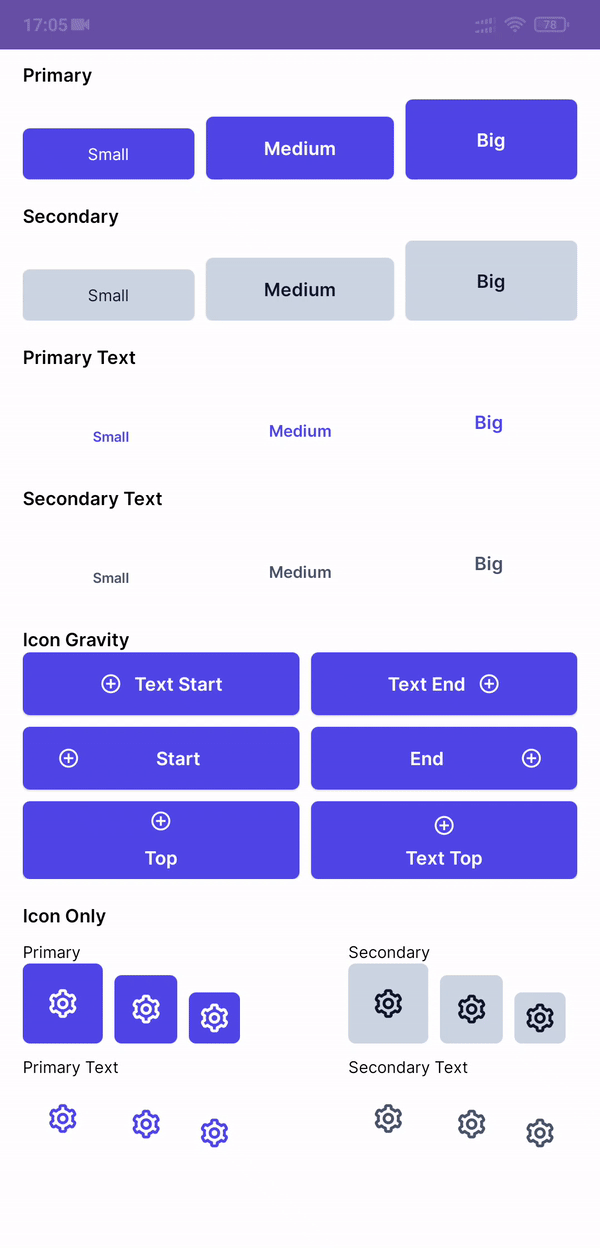 17:05 78
Primary
Small Medium Big
Secondary
Small Medium Big
Primary Text
Small Medium Big
Secondary Text
Small Medium Big
Icon Gravity
Text Start Text End
Start End
Top Text Top
Icon Only
Primary Secondary
Primary Text Secondary Text